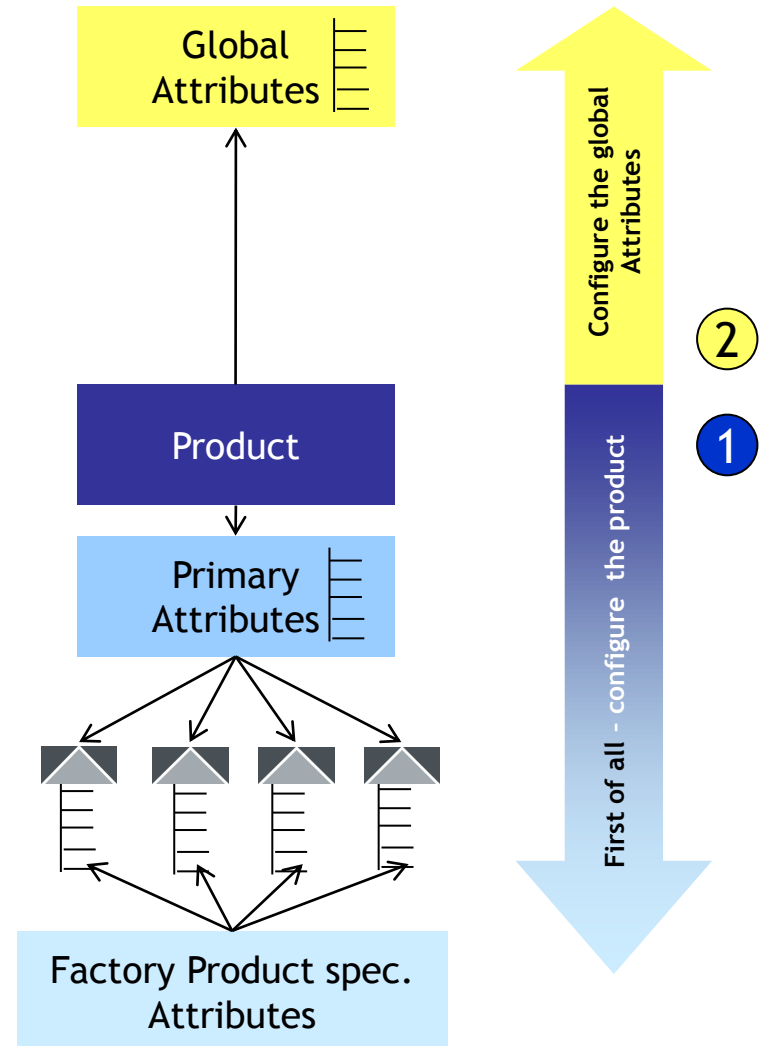 Global
Attributes
Configure the global
Attributes
2
Product
1
Primary
Attributes
First of all - configure the product
Factory Product spec.
Attributes